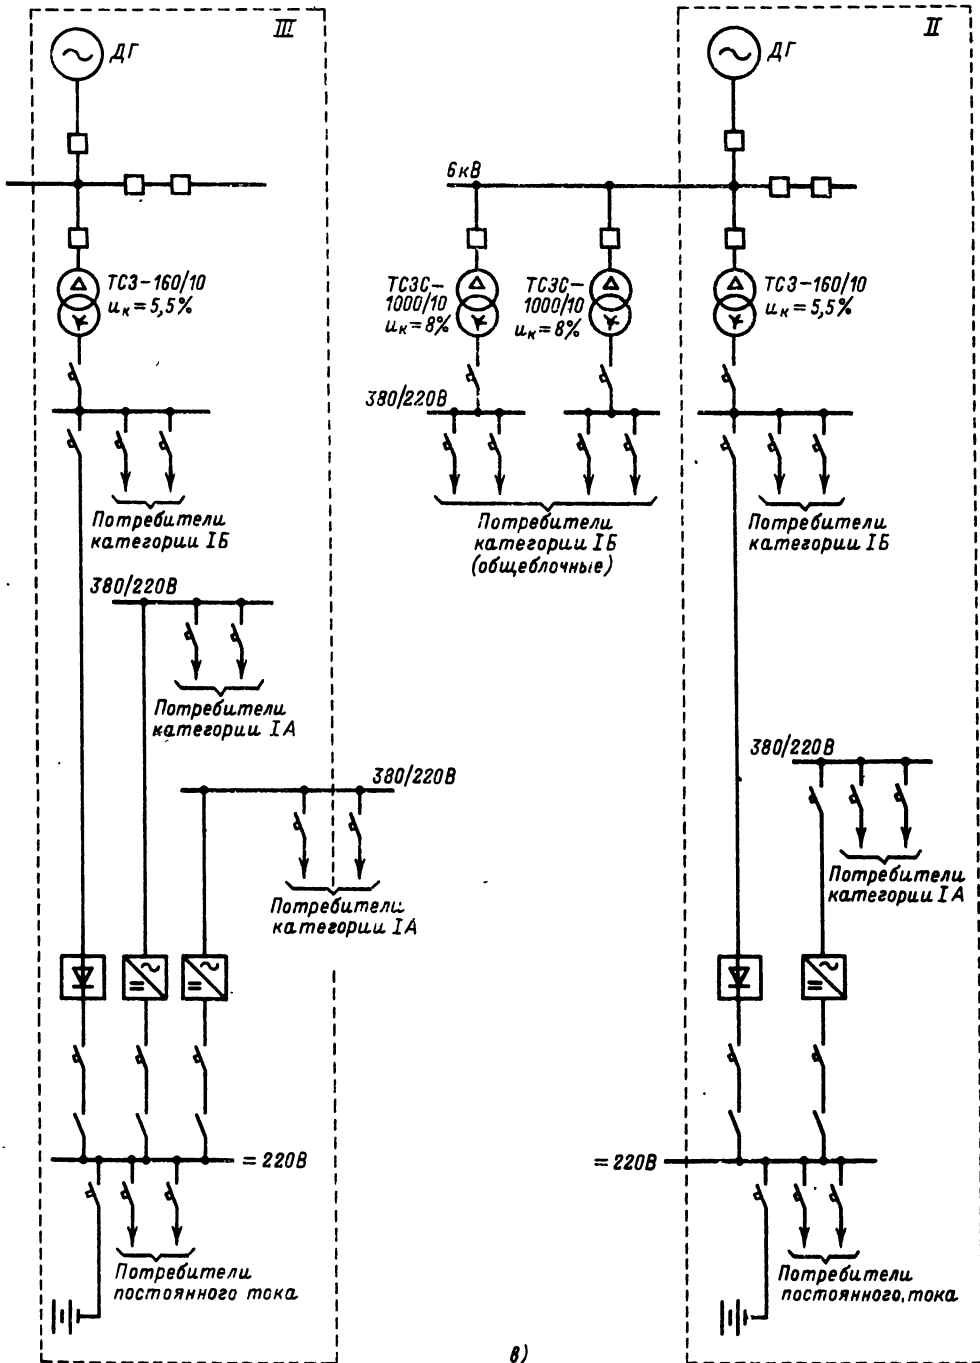 III
ДГ
ТСЗ-160/10
uк=5,5%
Потребители
категории IБ
380/220В
Потребители
категории IА
380/220В
Потребители
категории IА
=220В
Потребители
постоянного тока
6кВ
ТСЗС-
1000/10
uк=8%
ТСЗС-
1000/10
uк=8%
380/220В
Потребители
категории IБ
(общеблочные)
II
ДГ
ТСЗ-160/10
uк=5,5%
Потребители
категории IБ
380/220В
Потребители
категории IА
=220В
Потребители
постоянного тока
в)